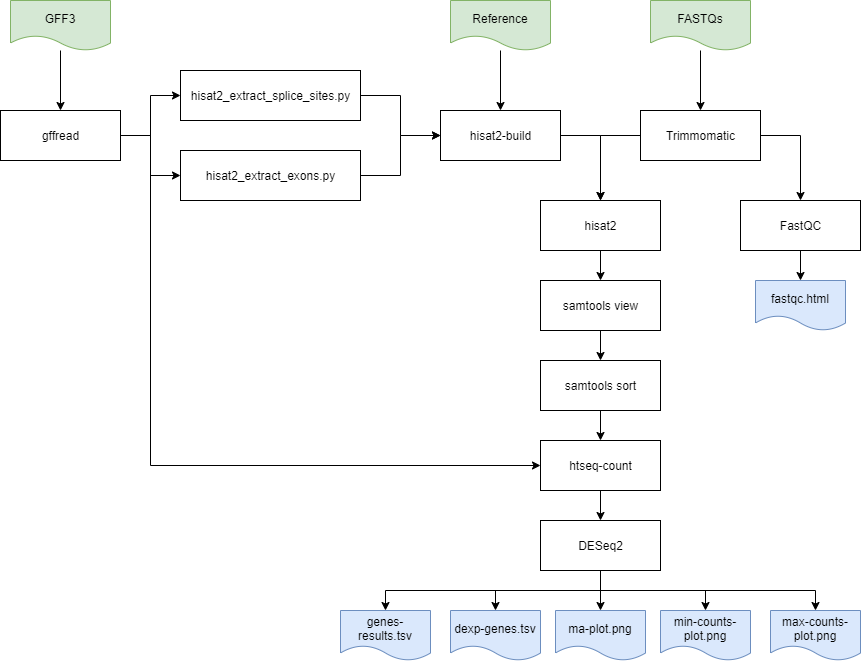 GFF3
Reference
FASTQs
hisat2_extract_splice_sites.py
gffread
hisat2-build
Trimmomatic
hisat2_extract_exons.py
hisat2
FastQC
samtools view
fastqc.html
samtools sort
htseq-count
DESeq2
genes-
results.tsv
dexp-genes.tsv
ma-plot.png
min-counts-
plot.png
max-counts-
plot.png